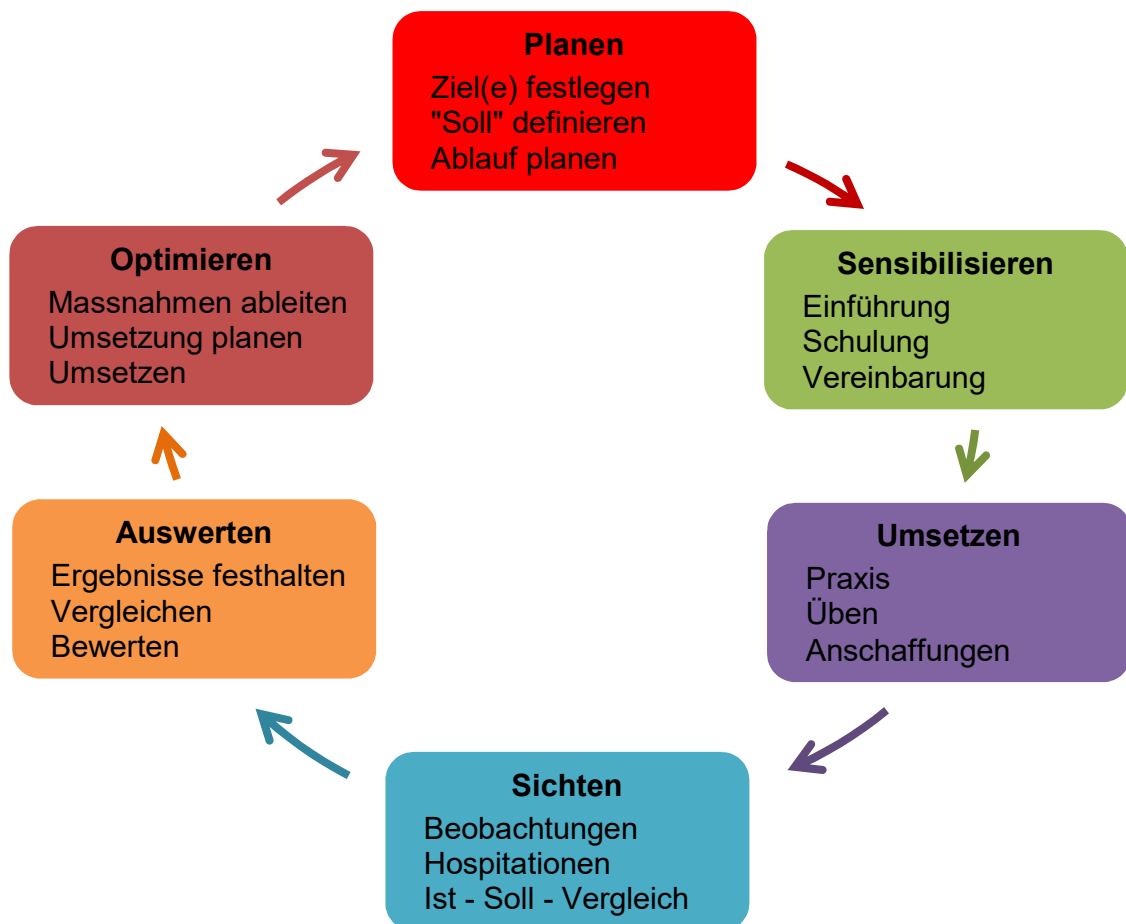 Planen
Ziel(e) festlegen
"Soll" definieren
Ablauf planen
Sensibilisieren
Einführung
Schulung
Vereinbarung
Umsetzen
Praxis
Üben
Anschaffungen
Sichten
Beobachtungen
Hospitationen
Ist - Soll - Vergleich
Auswerten
Ergebnisse festhalten
Vergleichen
Bewerten
Optimieren
Massnahmen ableiten
Umsetzung planen
Umsetzen